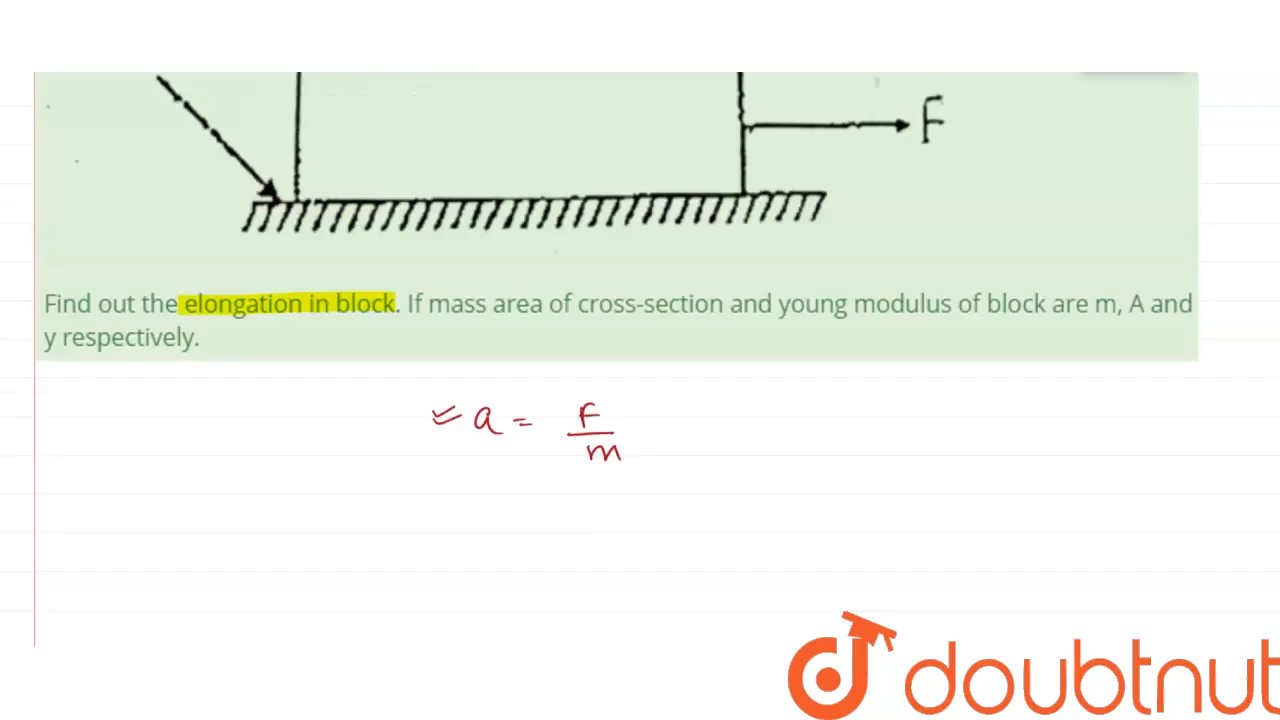 F
Find out the elongation in block. If mass area of cross-section and young modulus of block are m, A and
y respectively.
a = F
m
doubtnut